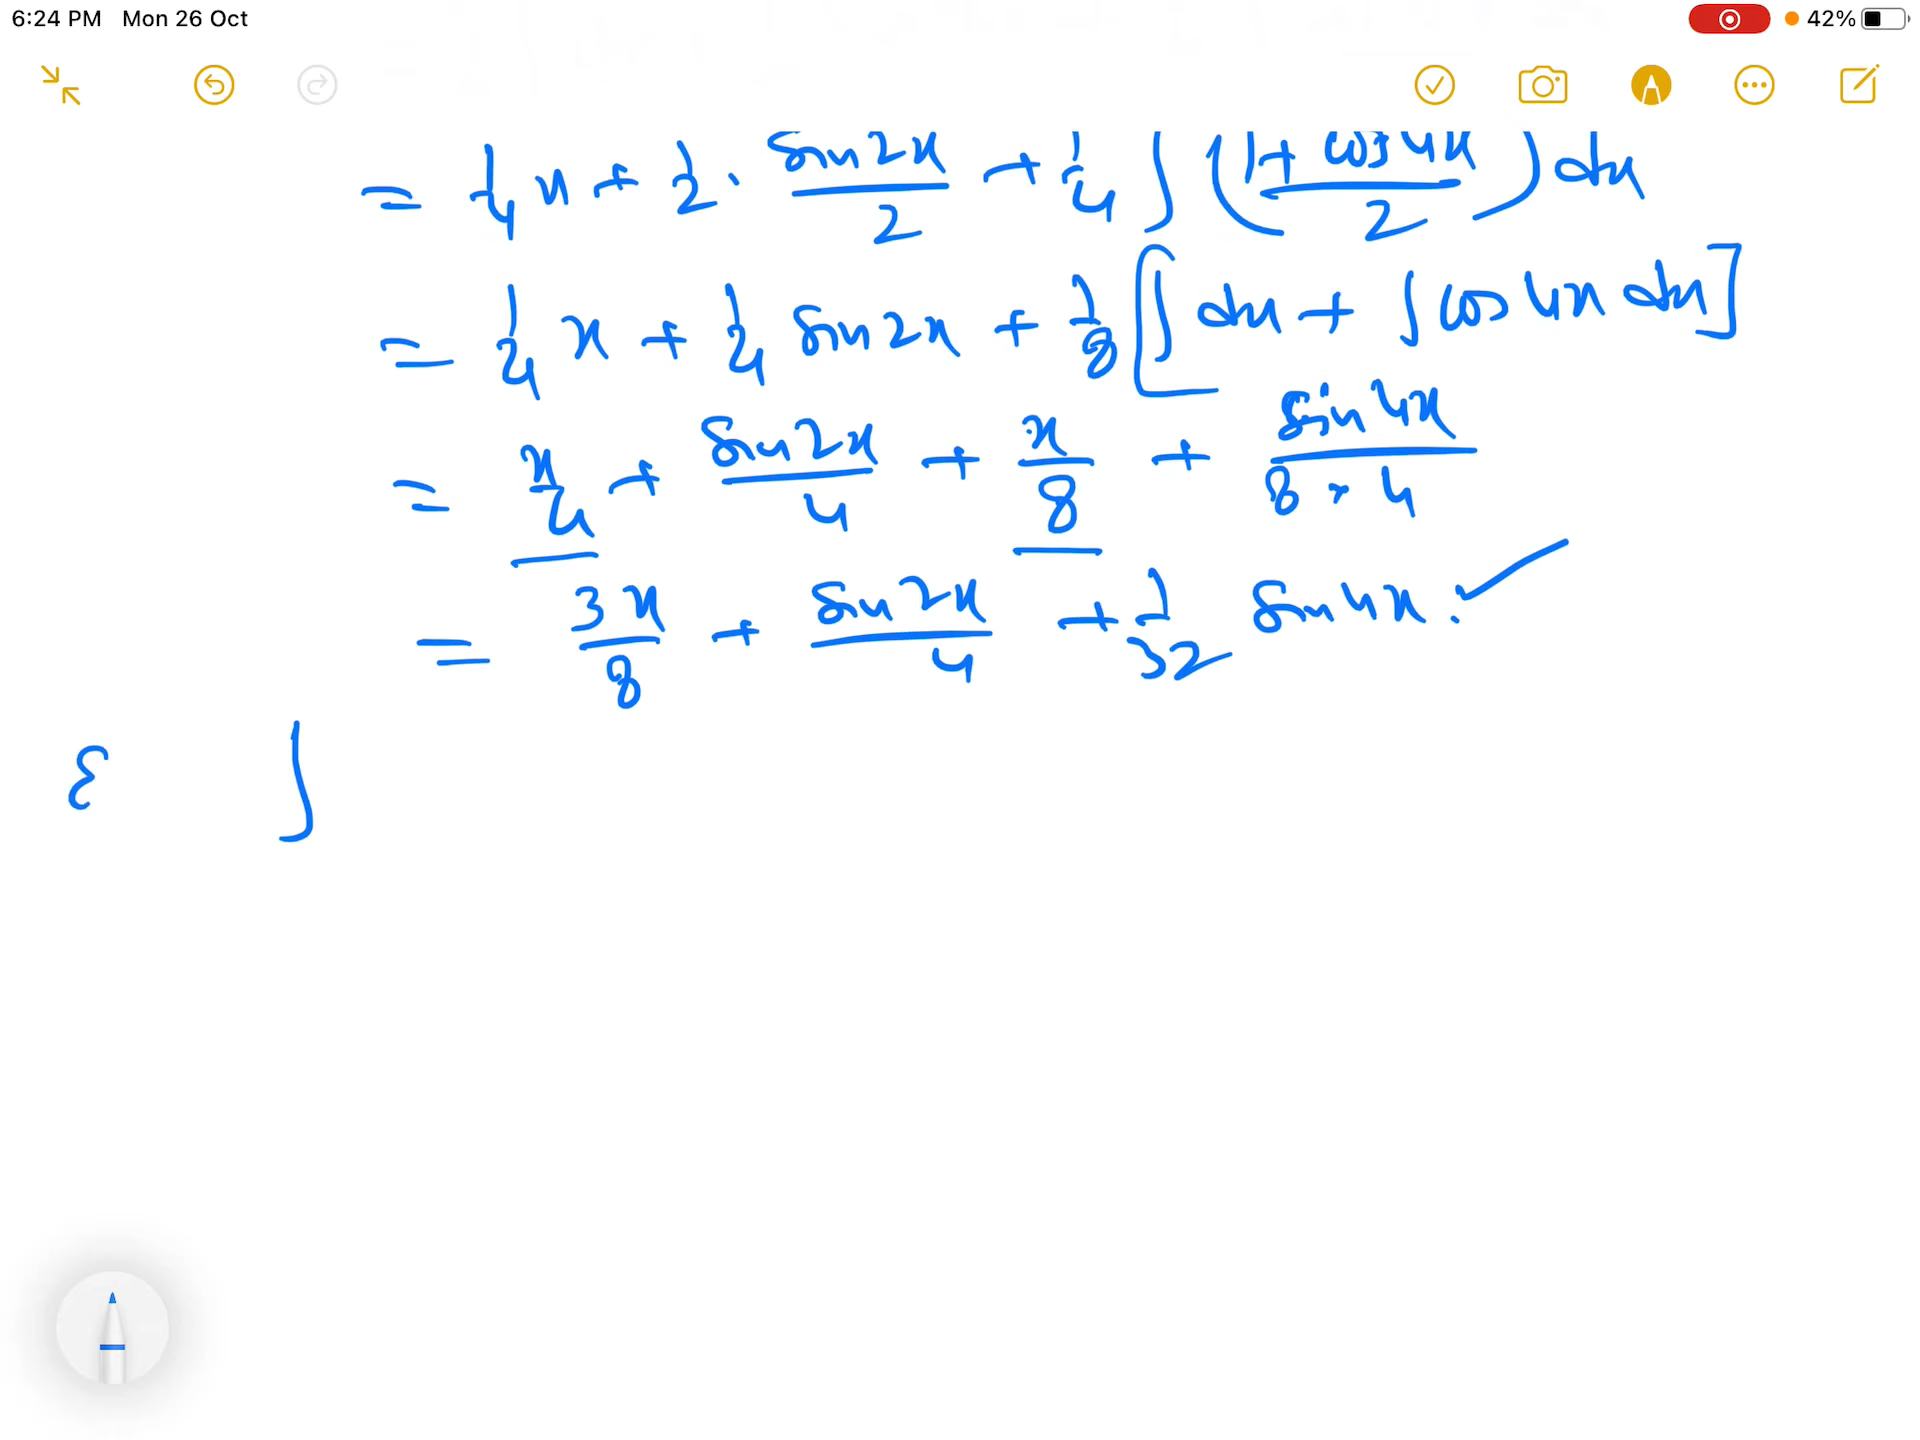 6:24 PM Mon 26 Oct 42%
= 1/4 x + 1/2 · sin2x/2 + 1/4 ∫ (1+cos4x/2) dx
= 1/4 x + 1/4 sin2x + 1/8 [∫ dx + ∫ cos4x dx]
= x/4 + sin2x/4 + x/8 + sin4x/8×4
= 3x/8 + sin2x/4 + 1/32 sin4x.
ε ∫